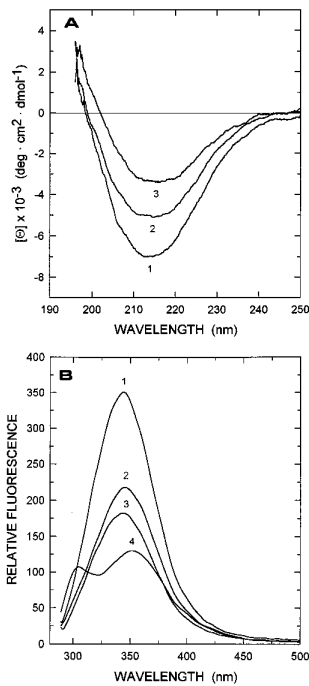 A
4
2
0
-2
-4
-6
-8
[Θ] x 10⁻³ (deg · cm² · dmol⁻¹)
3
2
1
190 200 210 220 230 240 250
WAVELENGTH (nm)
B
400
350
300
250
200
150
100
50
0
RELATIVE FLUORESCENCE
1
2
3
4
300 350 400 450 500
WAVELENGTH (nm)